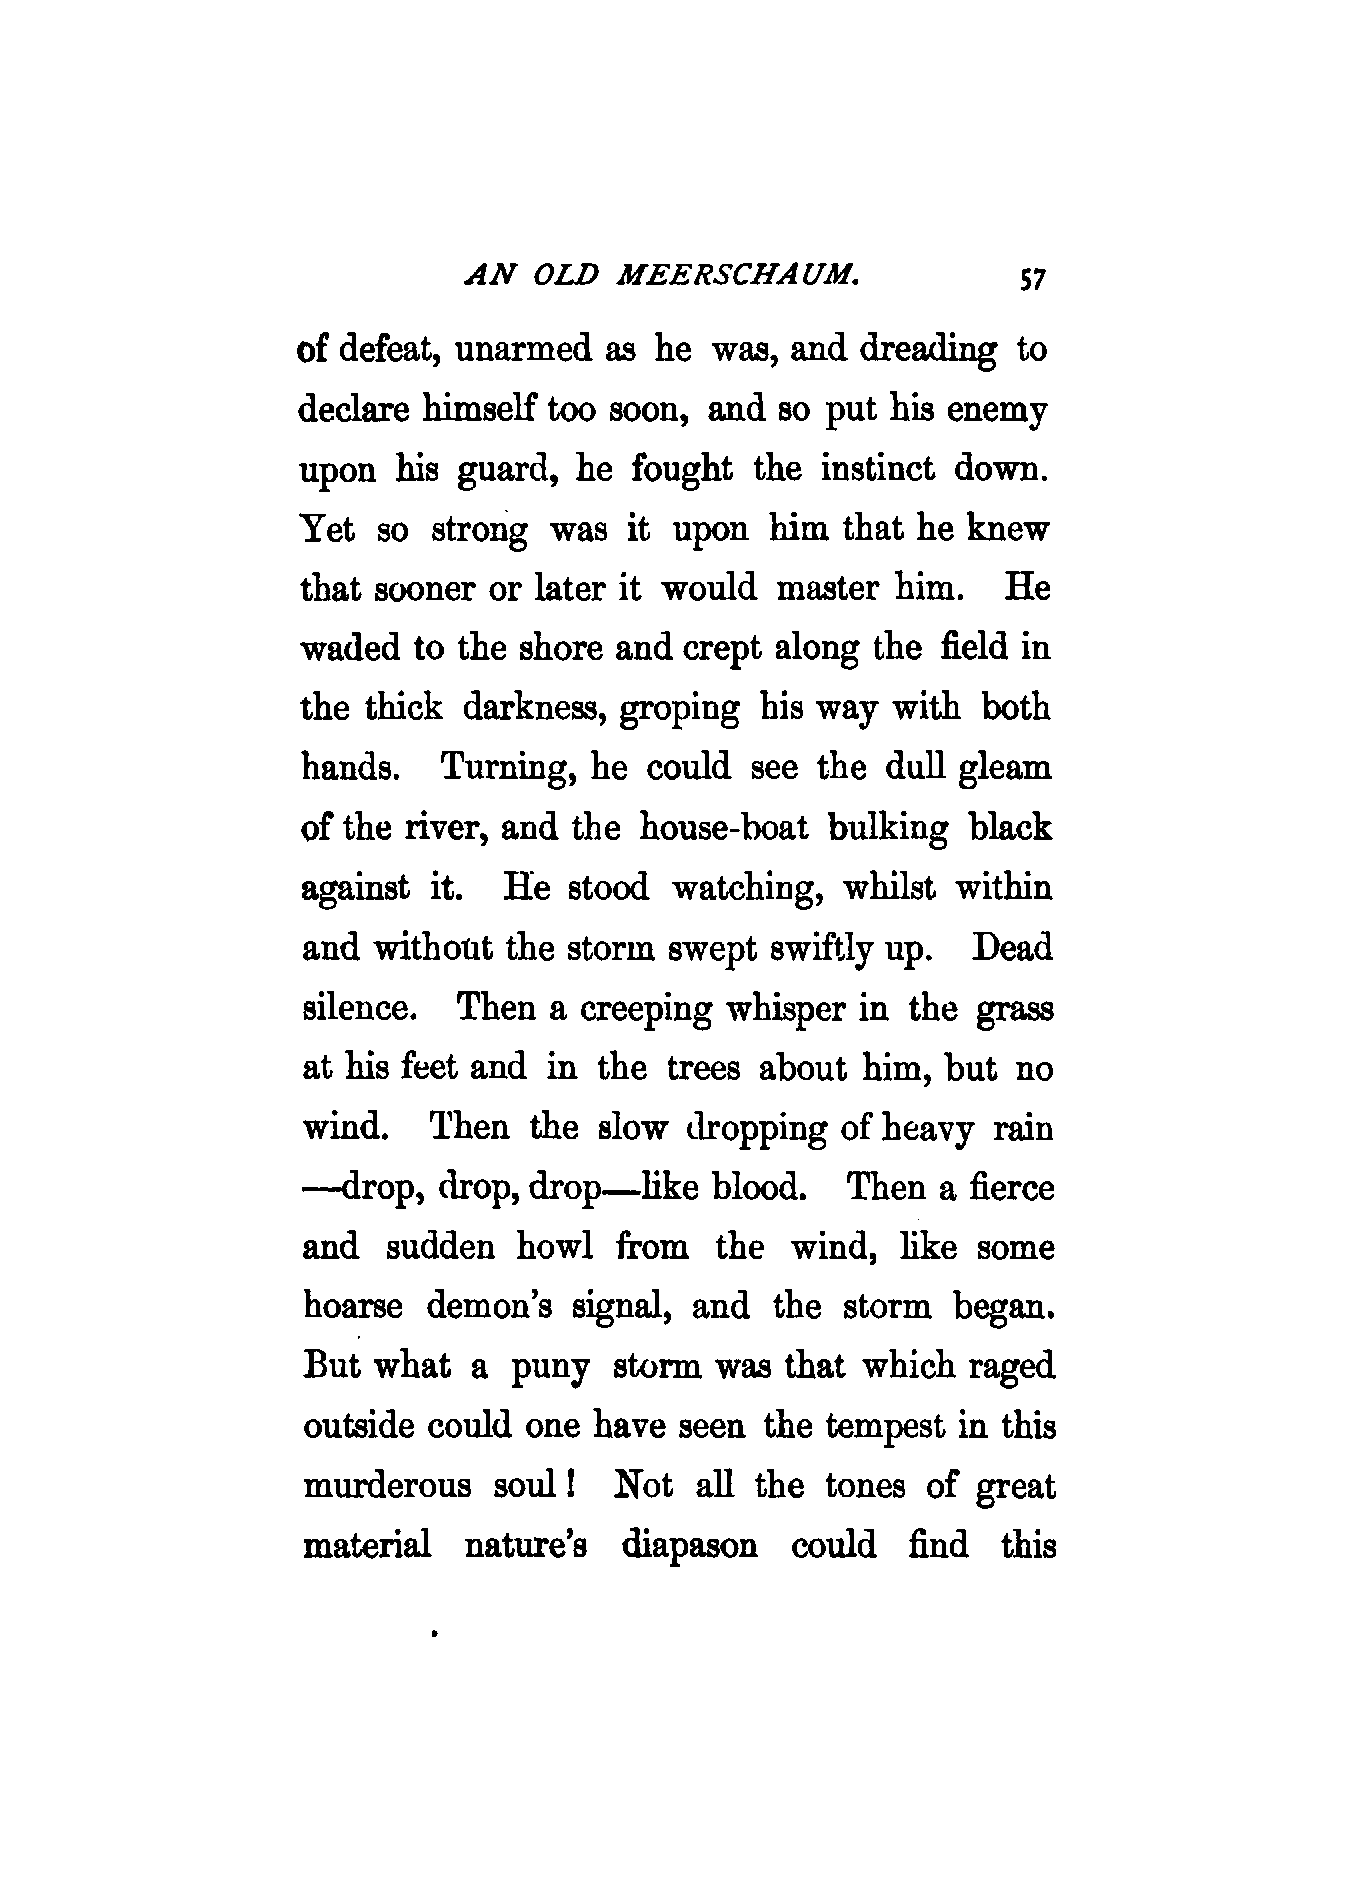 AN OLD MEERSCHAUM. 57
of defeat, unarmed as he was, and dreading to
declare himself too soon, and so put his enemy
upon his guard, he fought the instinct down.
Yet so strong was it upon him that he knew
that sooner or later it would master him. He
waded to the shore and crept along the field in
the thick darkness, groping his way with both
hands. Turning, he could see the dull gleam
of the river, and the house-boat bulking black
against it. He stood watching, whilst within
and without the storm swept swiftly up. Dead
silence. Then a creeping whisper in the grass
at his feet and in the trees about him, but no
wind. Then the slow dropping of heavy rain
—drop, drop, drop—like blood. Then a fierce
and sudden howl from the wind, like some
hoarse demon's signal, and the storm began.
But what a puny storm was that which raged
outside could one have seen the tempest in this
murderous soul! Not all the tones of great
material nature's diapason could find this